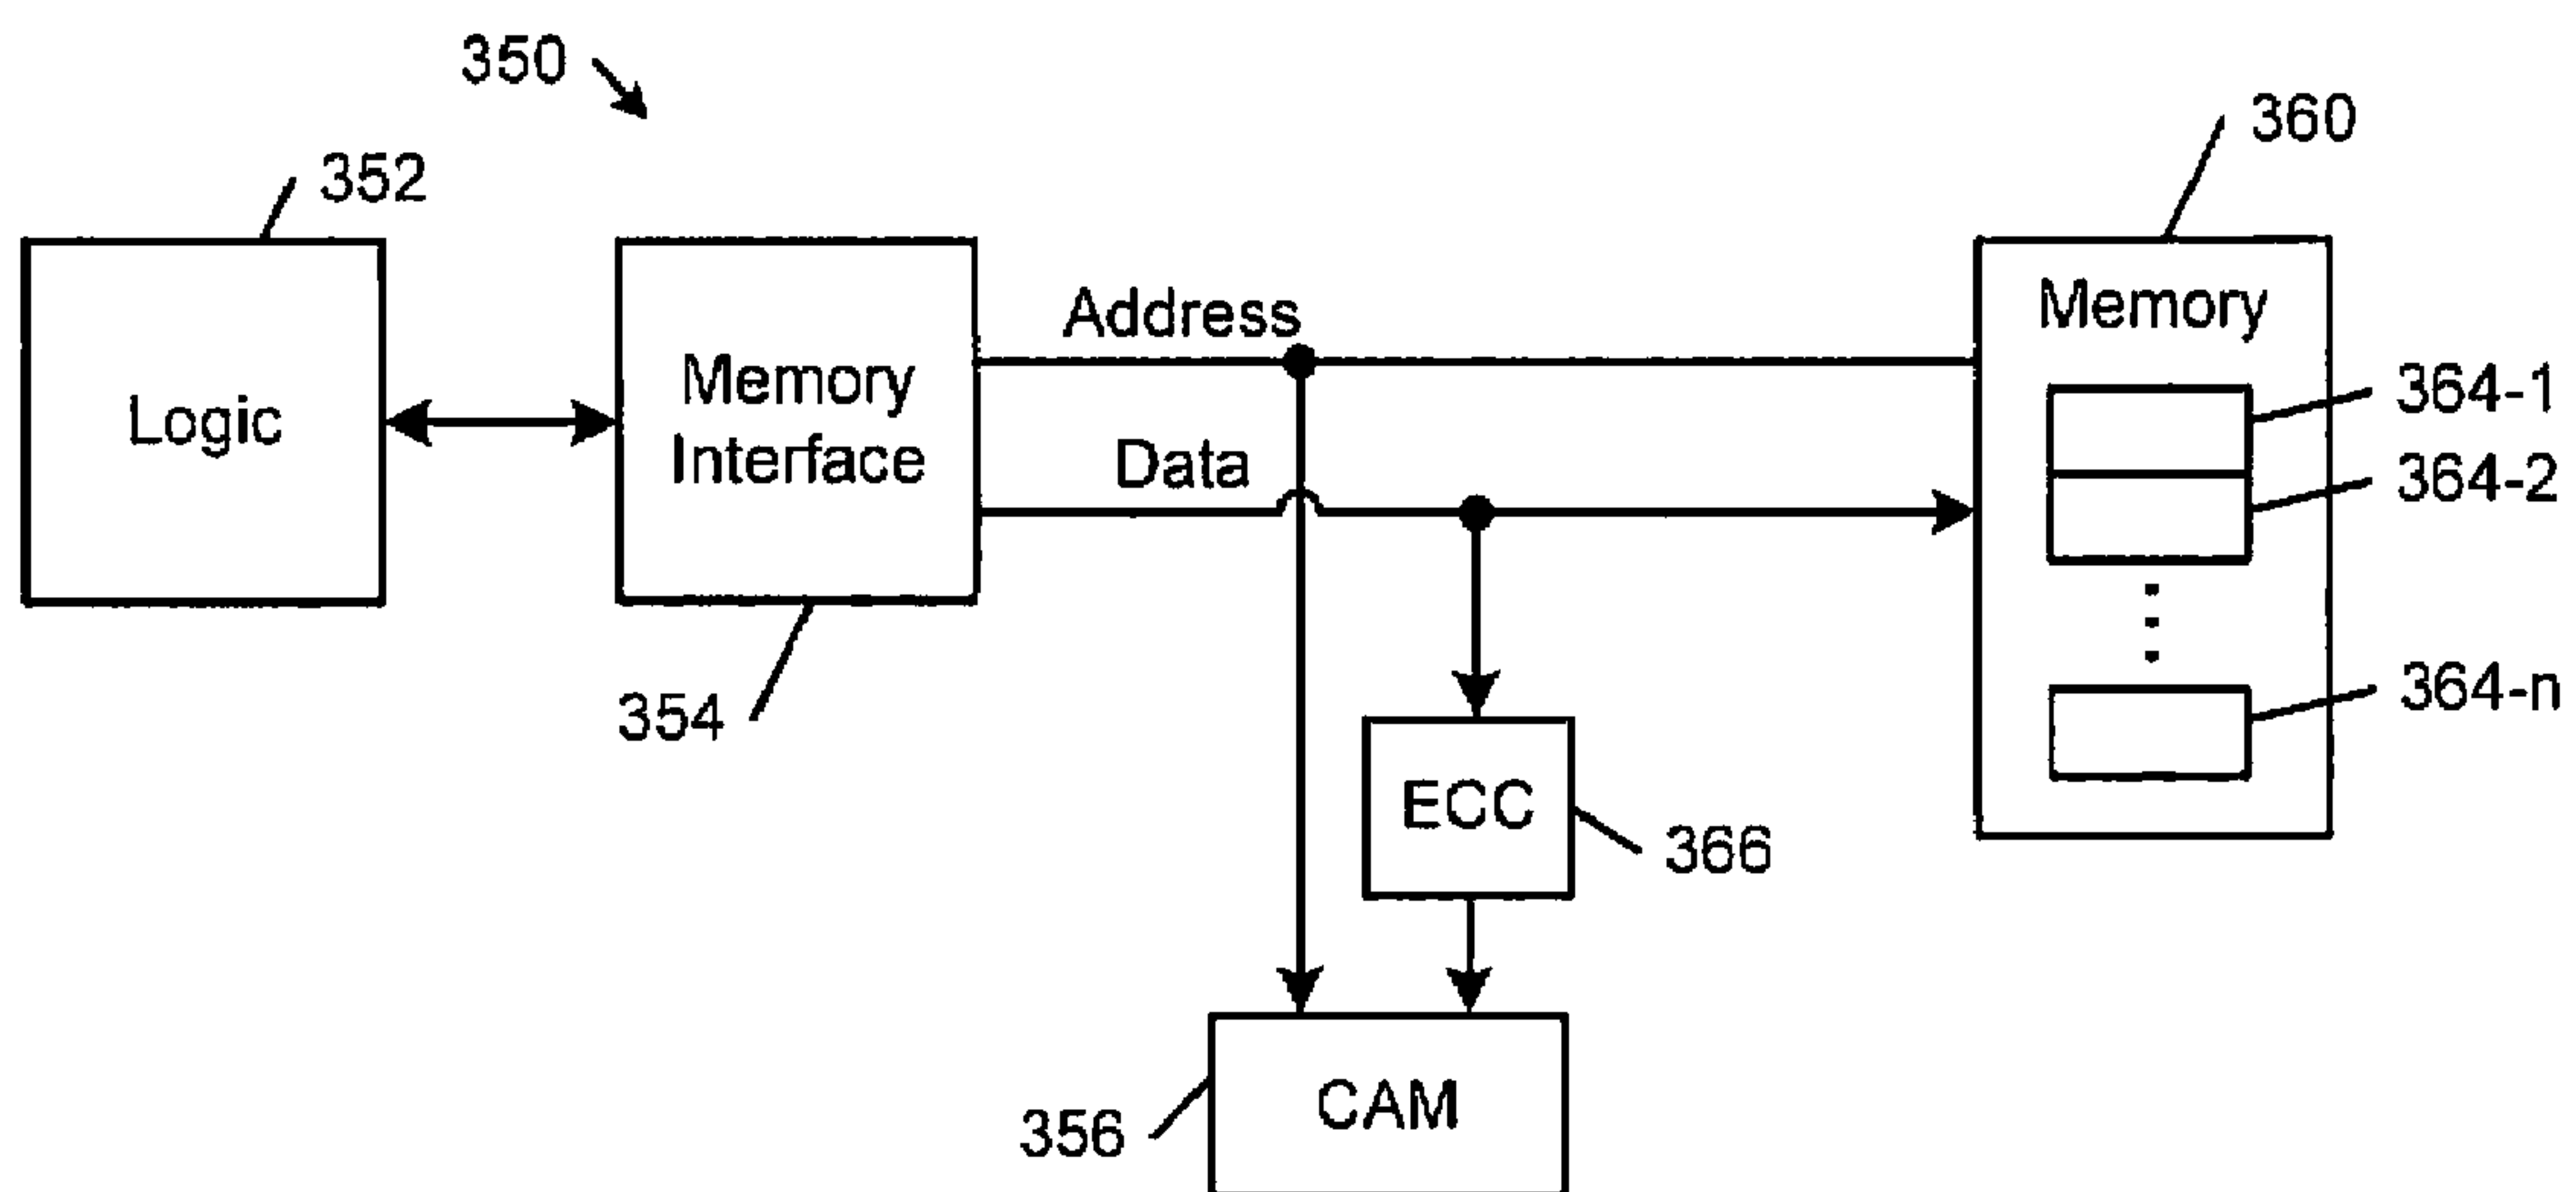 350
352
360
Logic
Memory
Interface
Address
Data
Memory
364-1
364-2
364-n
354
ECC
366
CAM
356